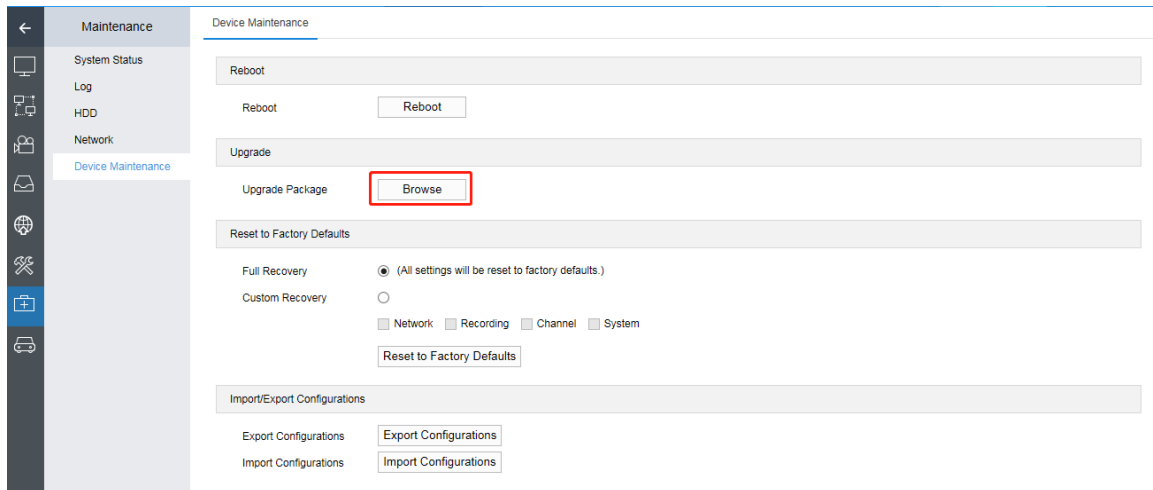 Maintenance
System Status
Log
HDD
Network
Device Maintenance
Device Maintenance
Reboot
Reboot Reboot
Upgrade
Upgrade Package Browse
Reset to Factory Defaults
Full Recovery (All settings will be reset to factory defaults.)
Custom Recovery
Network Recording Channel System
Reset to Factory Defaults
Import/Export Configurations
Export Configurations Export Configurations
Import Configurations Import Configurations